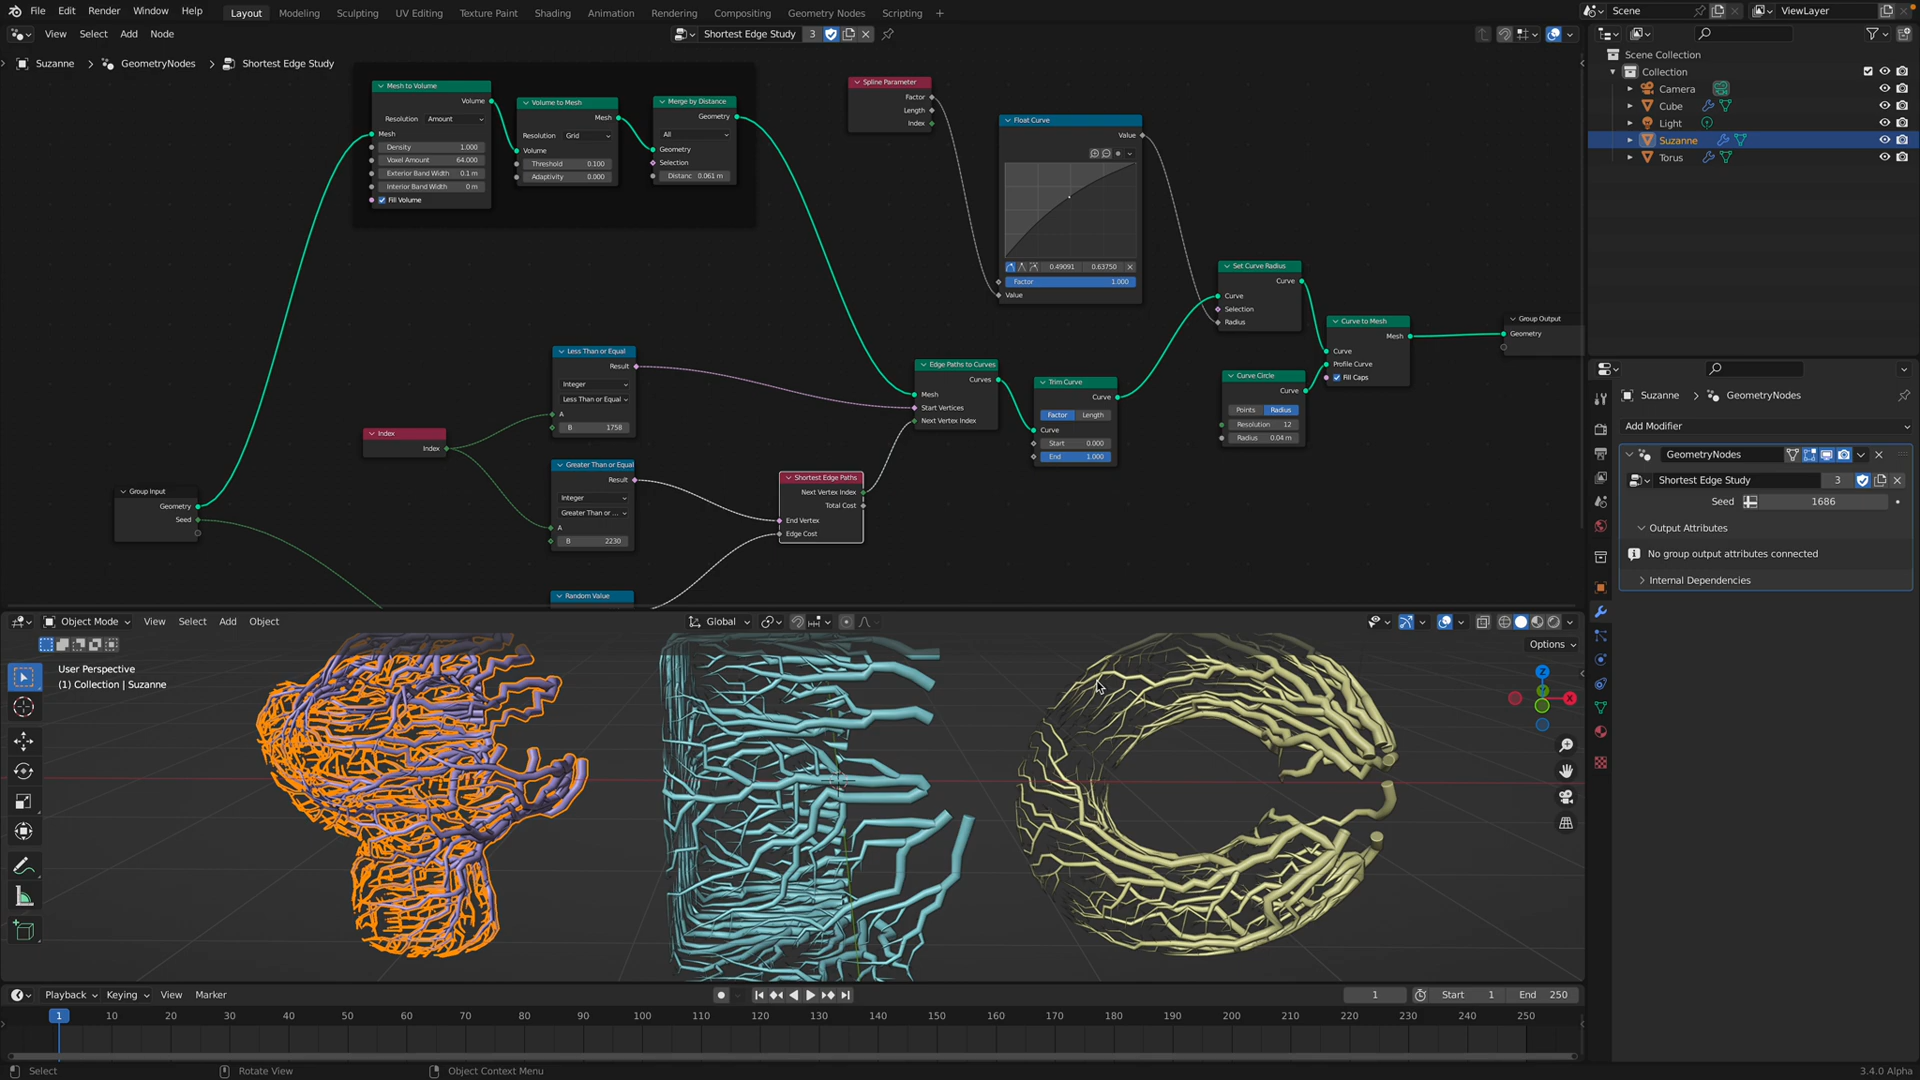 File Edit Render Window Help Layout Modeling Sculpting UV Editing Texture Paint Shading Animation Rendering Compositing Geometry Nodes Scripting + Scene ViewLayer
View Select Add Node Shortest Edge Study 3
Suzanne > GeometryNodes > Shortest Edge Study
Mesh to Volume
Volume
Resolution Amount
Mesh
Density 1.000
Voxel Amount 64.000
Exterior Band Width 0.1 m
Interior Band Width 0 m
Fill Volume
Volume to Mesh
Mesh
Resolution Grid
Volume
Threshold 0.100
Adaptivity 0.000
Merge by Distance
Geometry
All
Geometry
Selection
Distanc 0.061 m
Spline Parameter
Factor
Length
Index
Float Curve
Value
0.49091 0.63750
Factor 1.000
Value
Set Curve Radius
Curve
Curve
Selection
Radius
Curve to Mesh
Mesh
Curve
Profile Curve
Fill Caps
Group Output
Geometry
Less Than or Equal
Result
Integer
Less Than or Equal
A
B 1758
Index
Index
Greater Than or Equal
Result
Integer
Greater Than or ...
A
B 2230
Edge Paths to Curves
Curves
Mesh
Start Vertices
Next Vertex Index
Trim Curve
Curve
Factor Length
Curve
Start 0.000
End 1.000
Curve Circle
Curve
Points Radius
Resolution 12
Radius 0.04 m
Shortest Edge Paths
Next Vertex Index
Total Cost
End Vertex
Edge Cost
Group Input
Geometry
Seed
Random Value
Scene Collection
Collection
Camera
Cube
Light
Suzanne
Torus
Suzanne > GeometryNodes
Add Modifier
GeometryNodes
Shortest Edge Study 3
Seed 1686
Output Attributes
No group output attributes connected
Internal Dependencies
Object Mode View Select Add Object Global
Options
User Perspective
(1) Collection | Suzanne
Z
Y
X
Playback Keying View Marker 1 Start 1 End 250
1 10 20 30 40 50 60 70 80 90 100 110 120 130 140 150 160 170 180 190 200 210 220 230 240 250
Select Rotate View Object Context Menu 3.4.0 Alpha